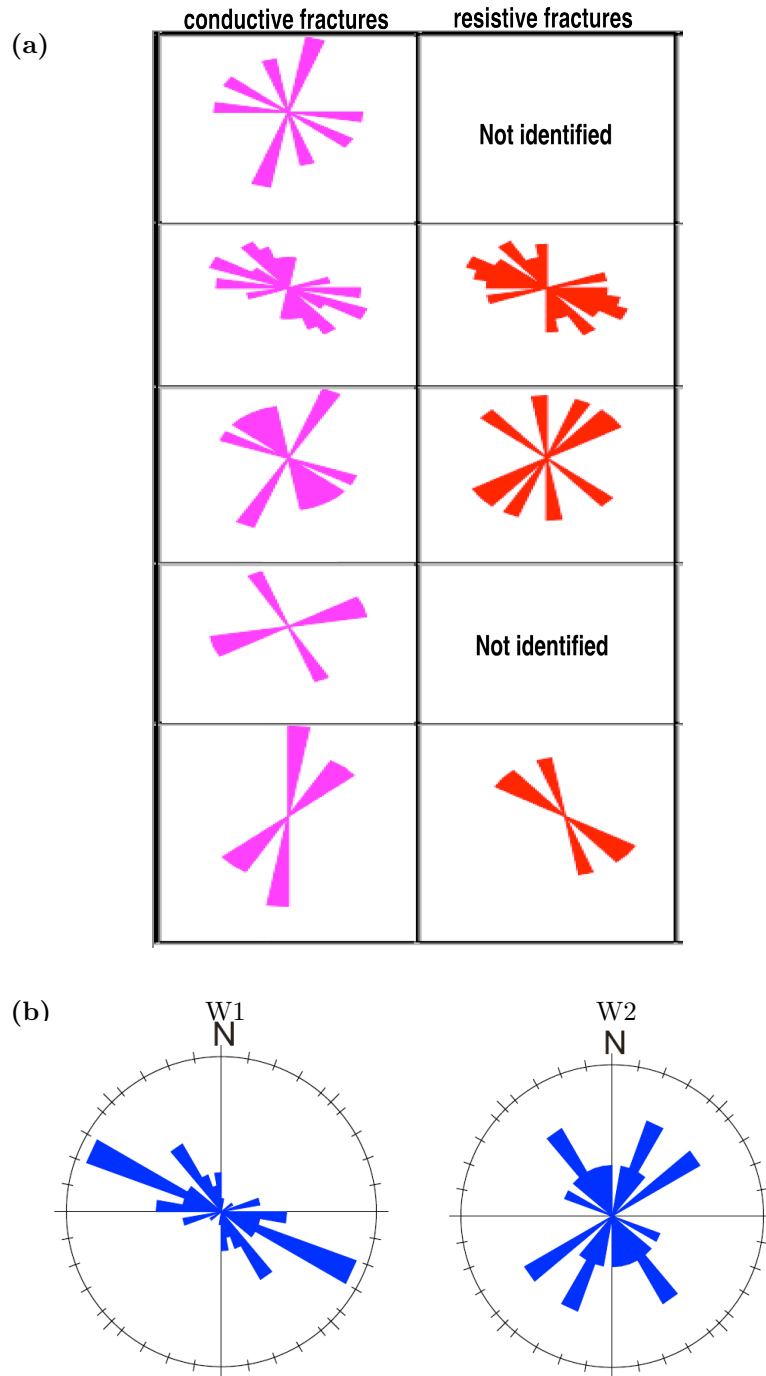 conductive fractures resistive fractures
(a)
Not identified
Not identified
(b)
W1 W2
N N